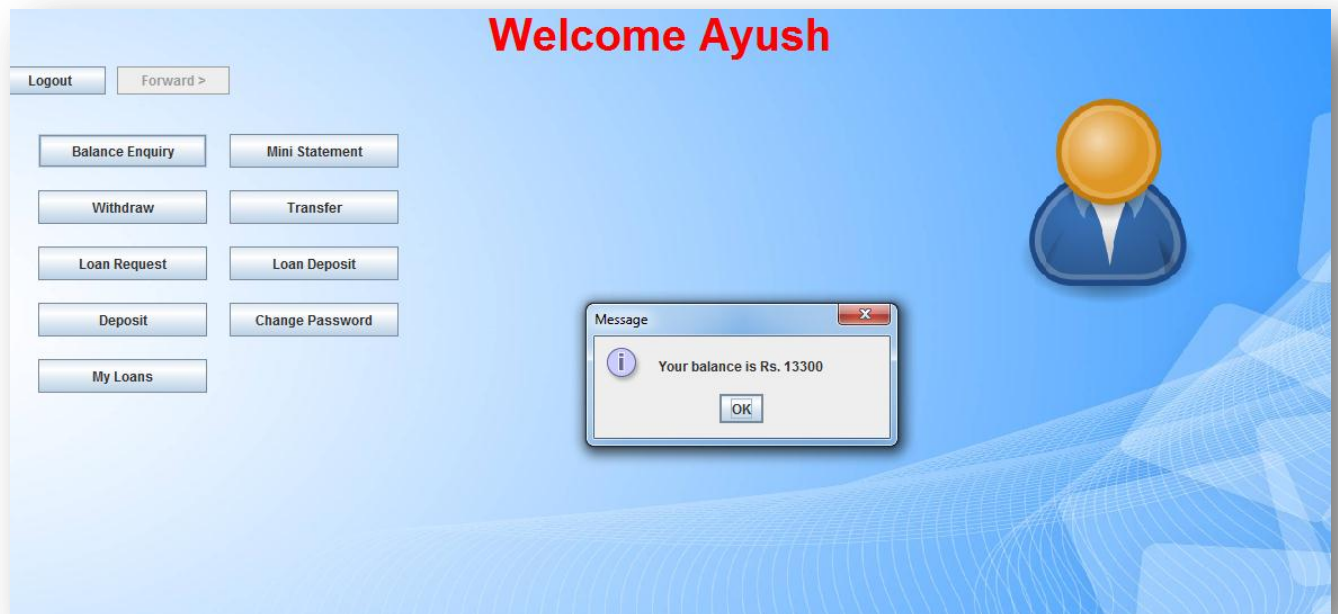 Welcome Ayush
Logout Forward >
Balance Enquiry Mini Statement
Withdraw Transfer
Loan Request Loan Deposit
Deposit Change Password
My Loans
Message X
i Your balance is Rs. 13300
OK